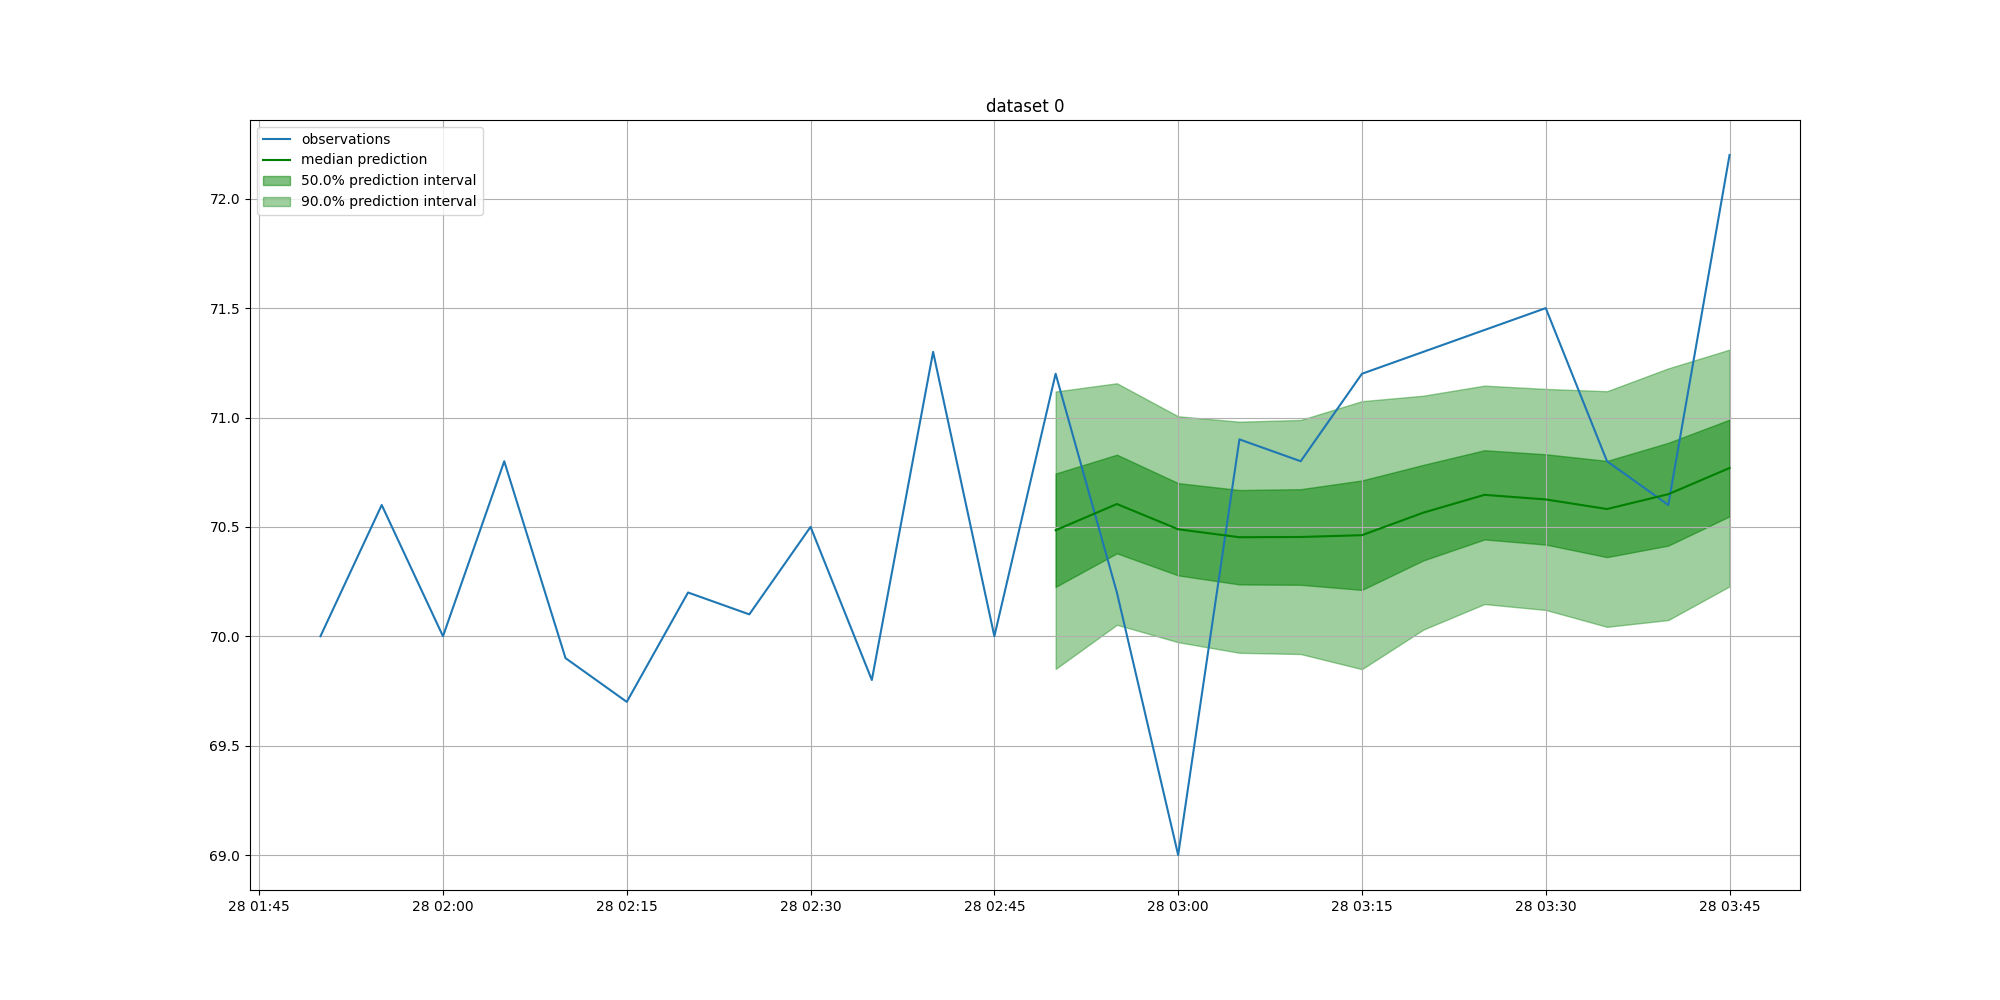 dataset 0
observations
median prediction
50.0% prediction interval
90.0% prediction interval
72.0
71.5
71.0
70.5
70.0
69.5
69.0
28 01:45 28 02:00 28 02:15 28 02:30 28 02:45 28 03:00 28 03:15 28 03:30 28 03:45